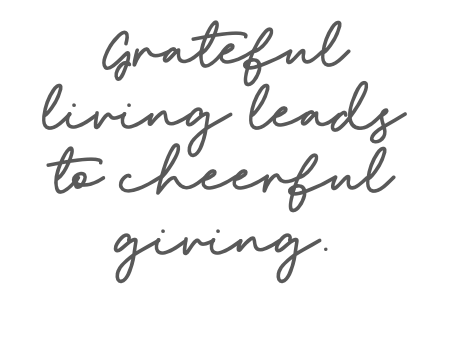 Grateful
living leads
to cheerful
giving.